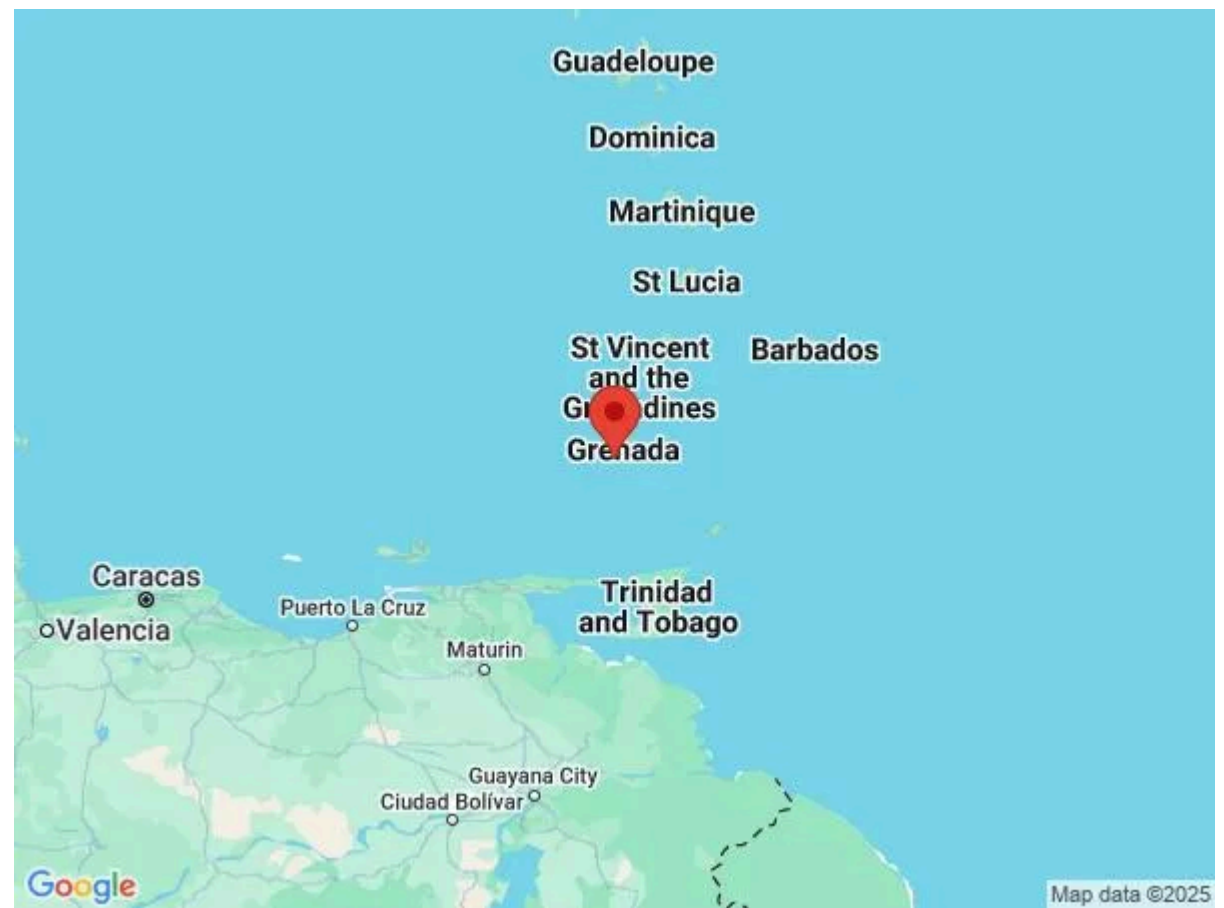 Guadeloupe
Dominica
Martinique
St Lucia
St Vincent
and the
Grenadines
Barbados
Grenada
Caracas
Valencia
Puerto La Cruz
Trinidad
and Tobago
Maturin
Guayana City
Ciudad Bolívar
Google
Map data ©2025